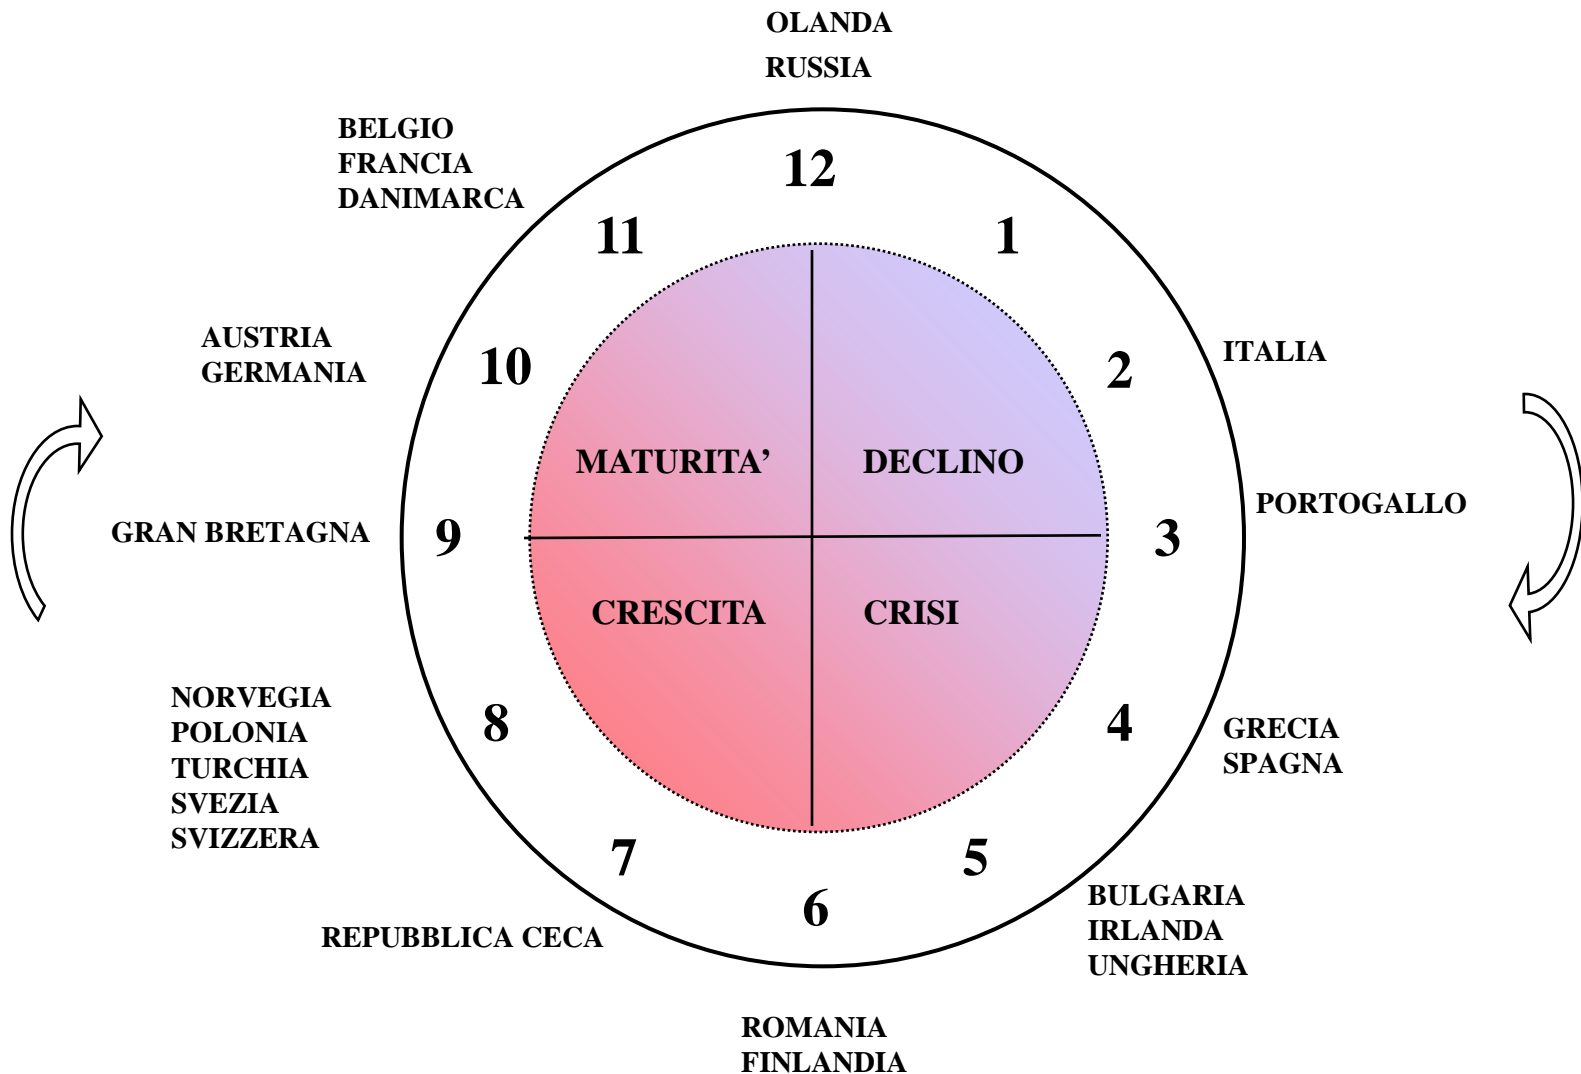 OLANDA
RUSSIA
BELGIO
FRANCIA
DANIMARCA
12
11
1
AUSTRIA
GERMANIA
10
2
ITALIA
MATURITA’
DECLINO
GRAN BRETAGNA
9
3
PORTOGALLO
CRESCITA
CRISI
NORVEGIA
POLONIA
TURCHIA
SVEZIA
SVIZZERA
8
4
GRECIA
SPAGNA
7
5
6
REPUBBLICA CECA
BULGARIA
IRLANDA
UNGHERIA
ROMANIA
FINLANDIA